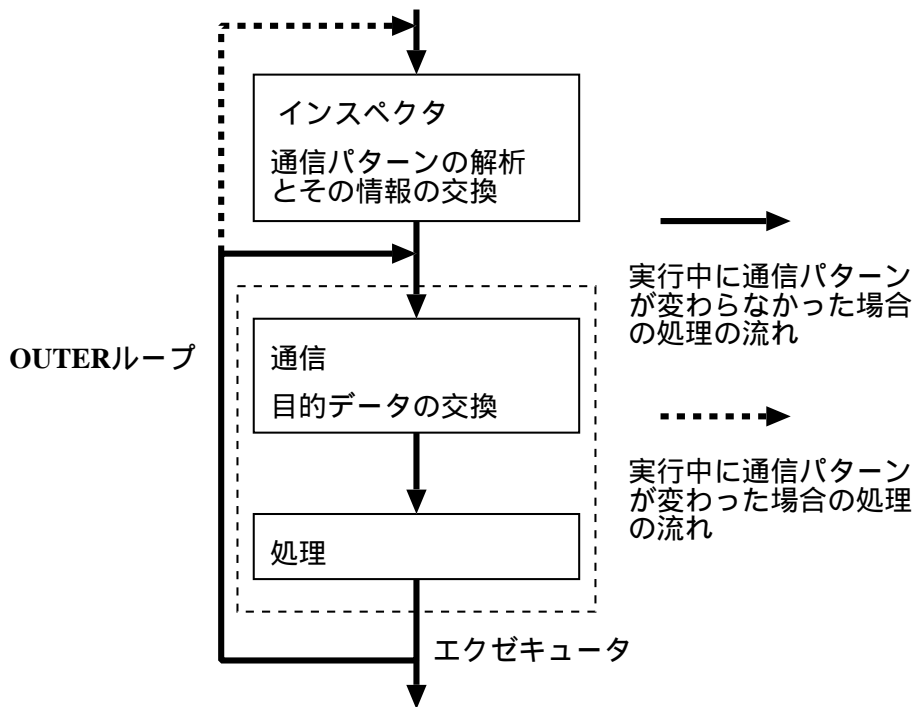 インスペクタ
通信パターンの解析
とその情報の交換
OUTERループ
通信
目的データの交換
処理
エクゼキュータ
実行中に通信パターン
が変わらなかった場合
の処理の流れ
実行中に通信パターン
が変わった場合の処理
の流れ